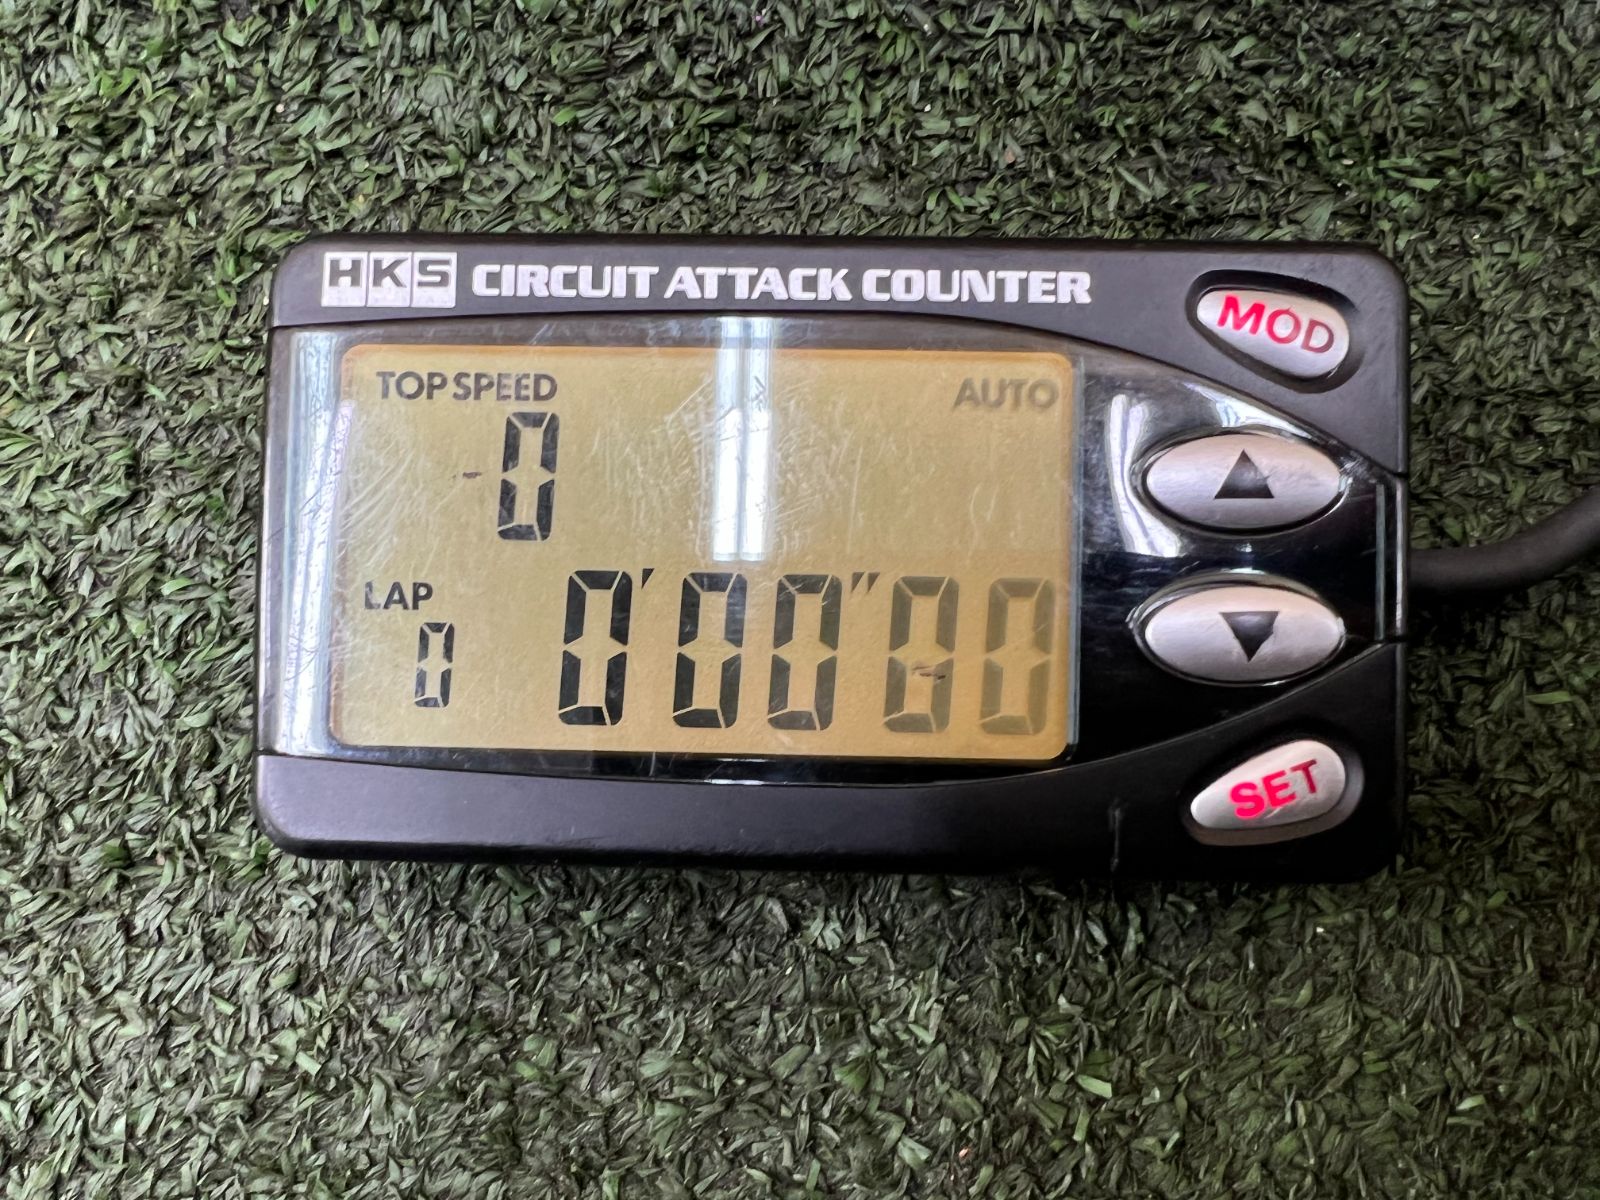 HKS CIRCUIT ATTACK COUNTER
MOD
TOP SPEED AUTO
0
LAP
0 0'00"00
SET